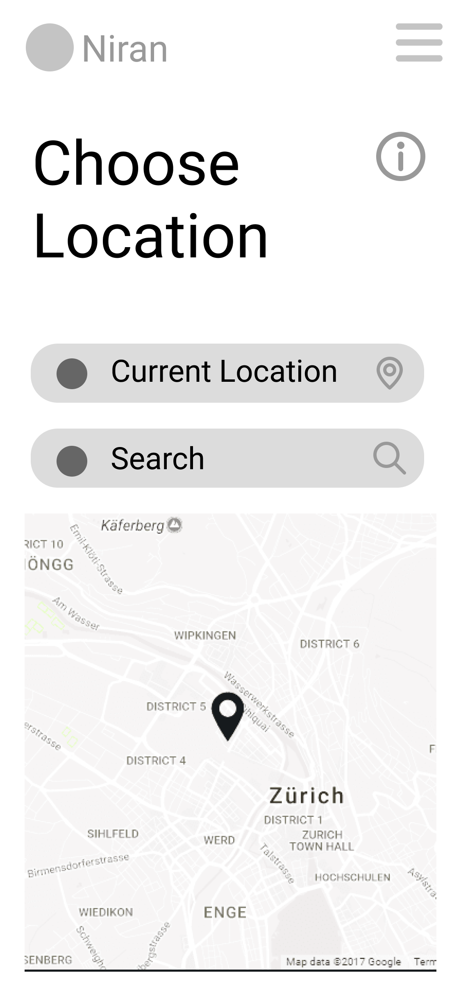 Niran
Choose
Location
Current Location
Search
Käferberg
RICT 10
Emil-Klöti-Strasse
ÖNGG
Am Wasser
WIPKINGEN
DISTRICT 6
Wasserwerkstrasse
DISTRICT 5
ihlquai
erstrasse
F
DISTRICT 4
Zürich
DISTRICT 1
SIHLFELD
WERD
ZURICH
TOWN HALL
Talstrasse
Birmensdorferstrasse
HOCHSCHULEN
Asylstra
WIEDIKON
ENGE
Schweigho
ibergstrasse
SENBERG
Map data ©2017 Google
Term